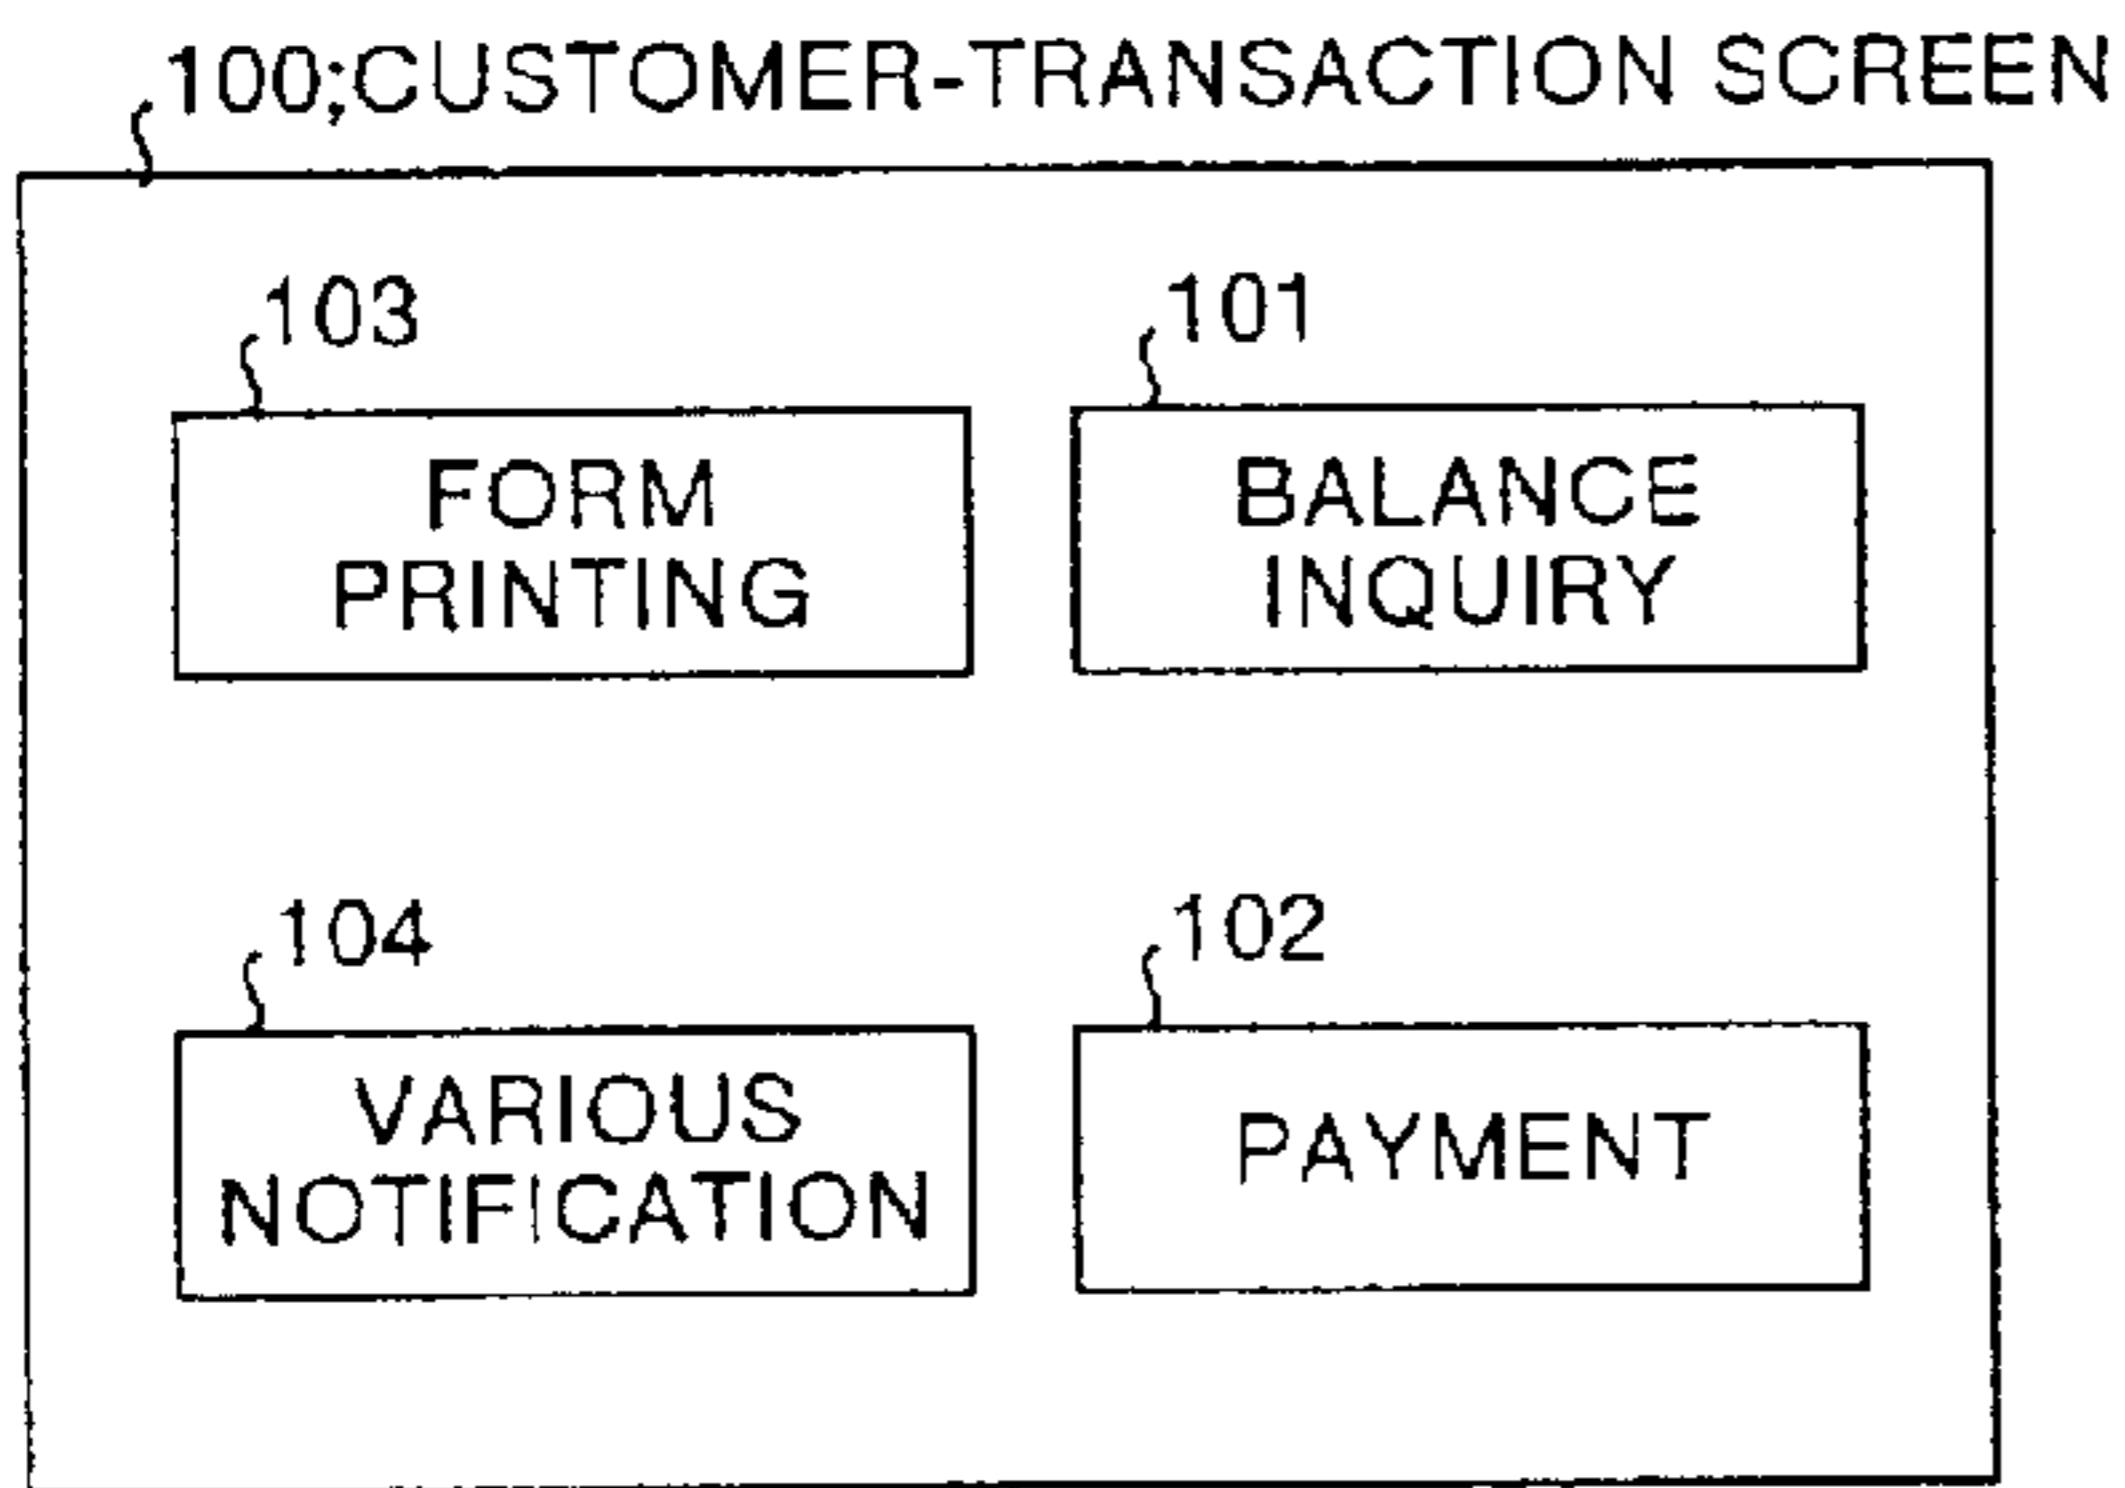 100;CUSTOMER-TRANSACTION SCREEN
103
FORM
PRINTING
101
BALANCE
INQUIRY
104
VARIOUS
NOTIFICATION
102
PAYMENT